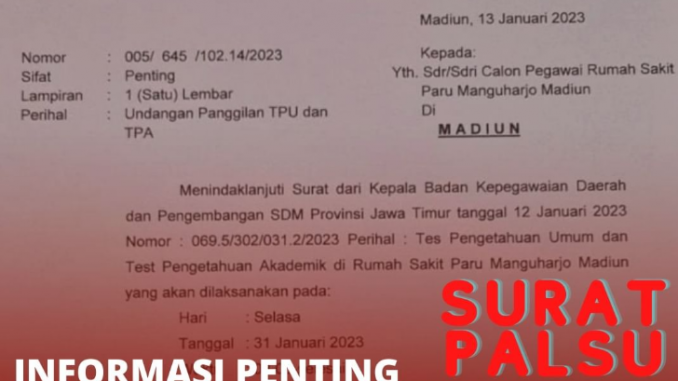 Madiun, 13 Januari 2023
Nomor : 005/ 645 /102.14/2023
Sifat : Penting
Lampiran : 1 (Satu) Lembar
Perihal : Undangan Panggilan TPU dan
TPA
Kepada:
Yth. Sdr/Sdri Calon Pegawai Rumah Sakit
Paru Manguharjo Madiun
Di
MADIUN
Menindaklanjuti Surat dari Kepala Badan Kepegawaian Daerah
dan Pengembangan SDM Provinsi Jawa Timur tanggal 12 Januari 2023
Nomor : 069.5/302/031.2/2023 Perihal : Tes Pengetahuan Umum dan
Test Pengetahuan Akademik di Rumah Sakit Paru Manguharjo Madiun
yang akan dilaksanakan pada:
Hari : Selasa
Tanggal : 31 Januari 2023
SURAT
PALSU
INFORMASI PENTING